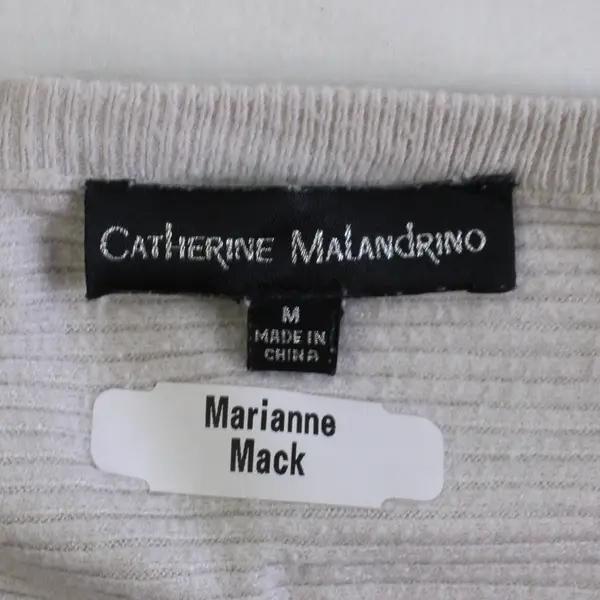 CATHERINE MALANDRINO
M
MADE IN
CHINA
Marianne
Mack